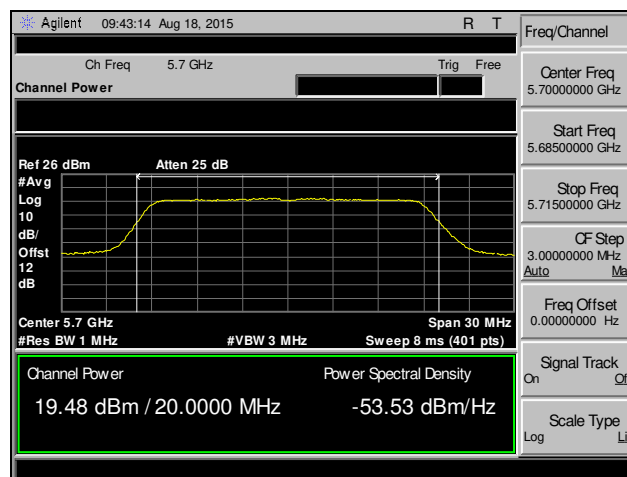 Agilent 09:43:14 Aug 18, 2015 R T
Freq/Channel
Ch Freq 5.7 GHz Trig Free
Channel Power
Center Freq
5.70000000 GHz
Start Freq
5.68500000 GHz
Ref 26 dBm Atten 25 dB
#Avg
Log
10
dB/
Offst
12
dB
Stop Freq
5.71500000 GHz
CF Step
3.00000000 MHz
Auto Ma
Freq Offset
0.00000000 Hz
Center 5.7 GHz Span 30 MHz
#Res BW 1 MHz #VBW 3 MHz Sweep 8 ms (401 pts)
Signal Track
On Of
Channel Power Power Spectral Density
19.48 dBm / 20.0000 MHz -53.53 dBm/Hz
Scale Type
Log Li